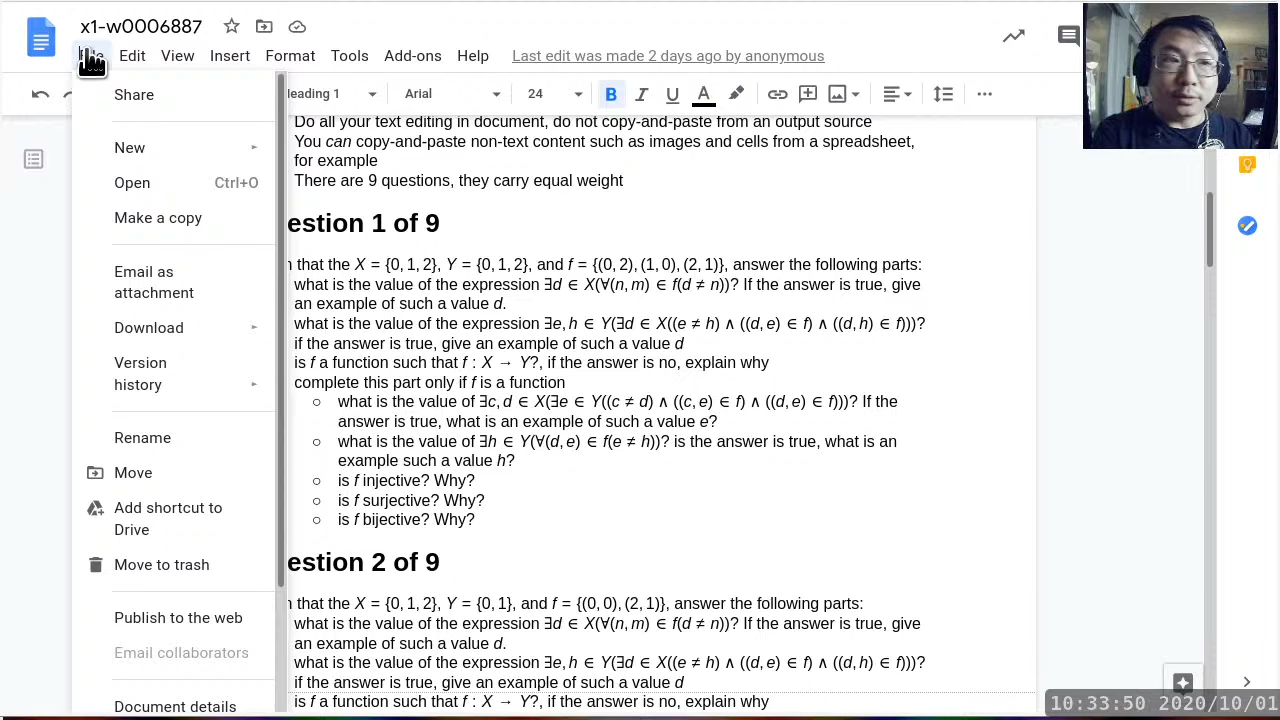 x1-w0006887
Edit View Insert Format Tools Add-ons Help Last edit was made 2 days ago by anonymous
eading 1 Arial 24 B I U A
Share
New
Open Ctrl+O
Make a copy
Email as
attachment
Download
Version
history
Rename
Move
Add shortcut to
Drive
Move to trash
Publish to the web
Email collaborators
Document details
Do all your text editing in document, do not copy-and-paste from an output source
You can copy-and-paste non-text content such as images and cells from a spreadsheet,
for example
There are 9 questions, they carry equal weight
estion 1 of 9
that the X = {0, 1, 2}, Y = {0, 1, 2}, and f = {(0, 2), (1, 0), (2, 1)}, answer the following parts:
what is the value of the expression ∃d ∈ X(∀(n, m) ∈ f(d ≠ n))? If the answer is true, give
an example of such a value d.
what is the value of the expression ∃e, h ∈ Y(∃d ∈ X((e ≠ h) ∧ ((d, e) ∈ f) ∧ ((d, h) ∈ f)))?
if the answer is true, give an example of such a value d
is f a function such that f : X → Y?, if the answer is no, explain why
complete this part only if f is a function
○ what is the value of ∃c, d ∈ X(∃e ∈ Y((c ≠ d) ∧ ((c, e) ∈ f) ∧ ((d, e) ∈ f)))? If the
answer is true, what is an example of such a value e?
○ what is the value of ∃h ∈ Y(∀(d, e) ∈ f(e ≠ h))? is the answer is true, what is an
example such a value h?
○ is f injective? Why?
○ is f surjective? Why?
○ is f bijective? Why?
estion 2 of 9
that the X = {0, 1, 2}, Y = {0, 1}, and f = {(0, 0), (2, 1)}, answer the following parts:
what is the value of the expression ∃d ∈ X(∀(n, m) ∈ f(d ≠ n))? If the answer is true, give
an example of such a value d.
what is the value of the expression ∃e, h ∈ Y(∃d ∈ X((e ≠ h) ∧ ((d, e) ∈ f) ∧ ((d, h) ∈ f)))?
if the answer is true, give an example of such a value d
is f a function such that f : X → Y?, if the answer is no, explain why
10:33:50 2020/10/01